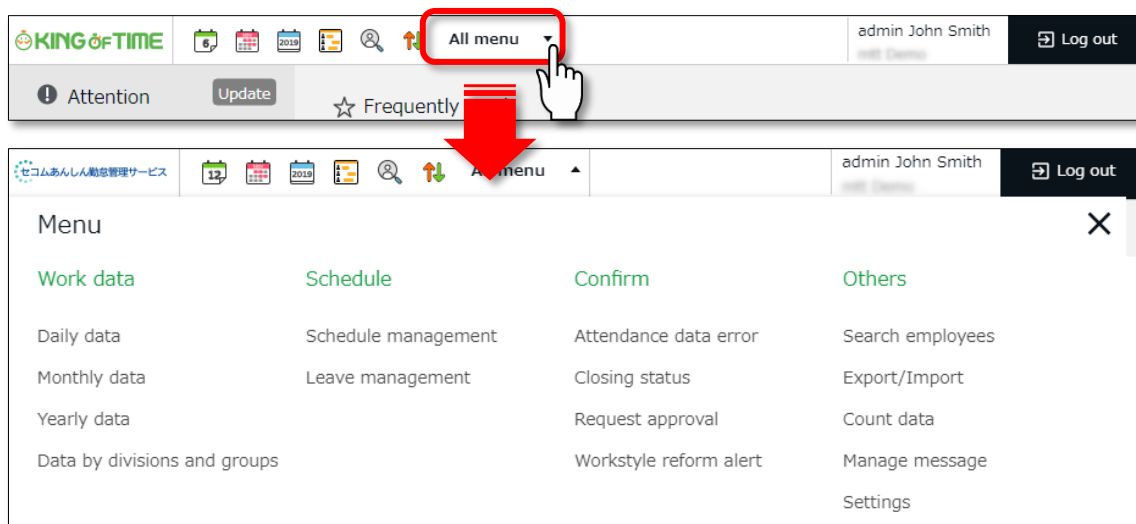 KING OF TIME 6 2019 All menu ▼ admin John Smith Log out
Attention Update ☆ Frequently
セコムあんしん勤怠管理サービス 12 2019 menu ▲ admin John Smith Log out
Menu
Work data Schedule Confirm Others
Daily data Schedule management Attendance data error Search employees
Monthly data Leave management Closing status Export/Import
Yearly data Request approval Count data
Data by divisions and groups Workstyle reform alert Manage message
Settings